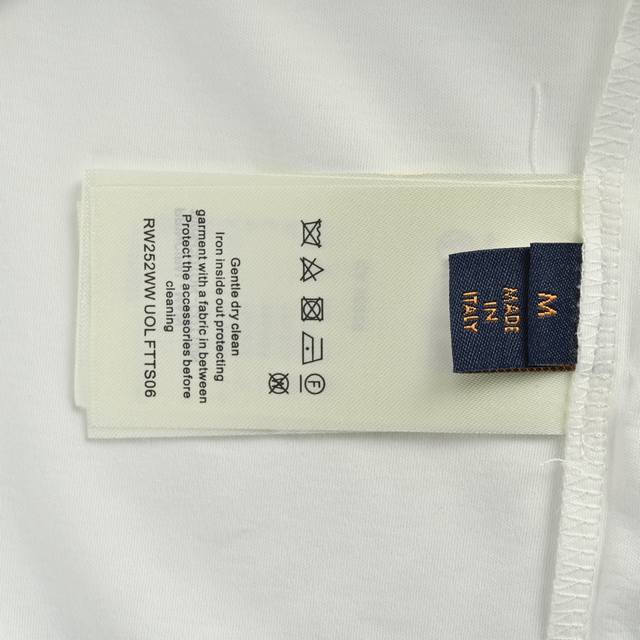 F
W
Gentle dry clean
Iron inside out protecting
garment with a fabric in between
Protect the accessories before
cleaning
RW252WW UOL FTTS06
M
MADE
IN
ITALY